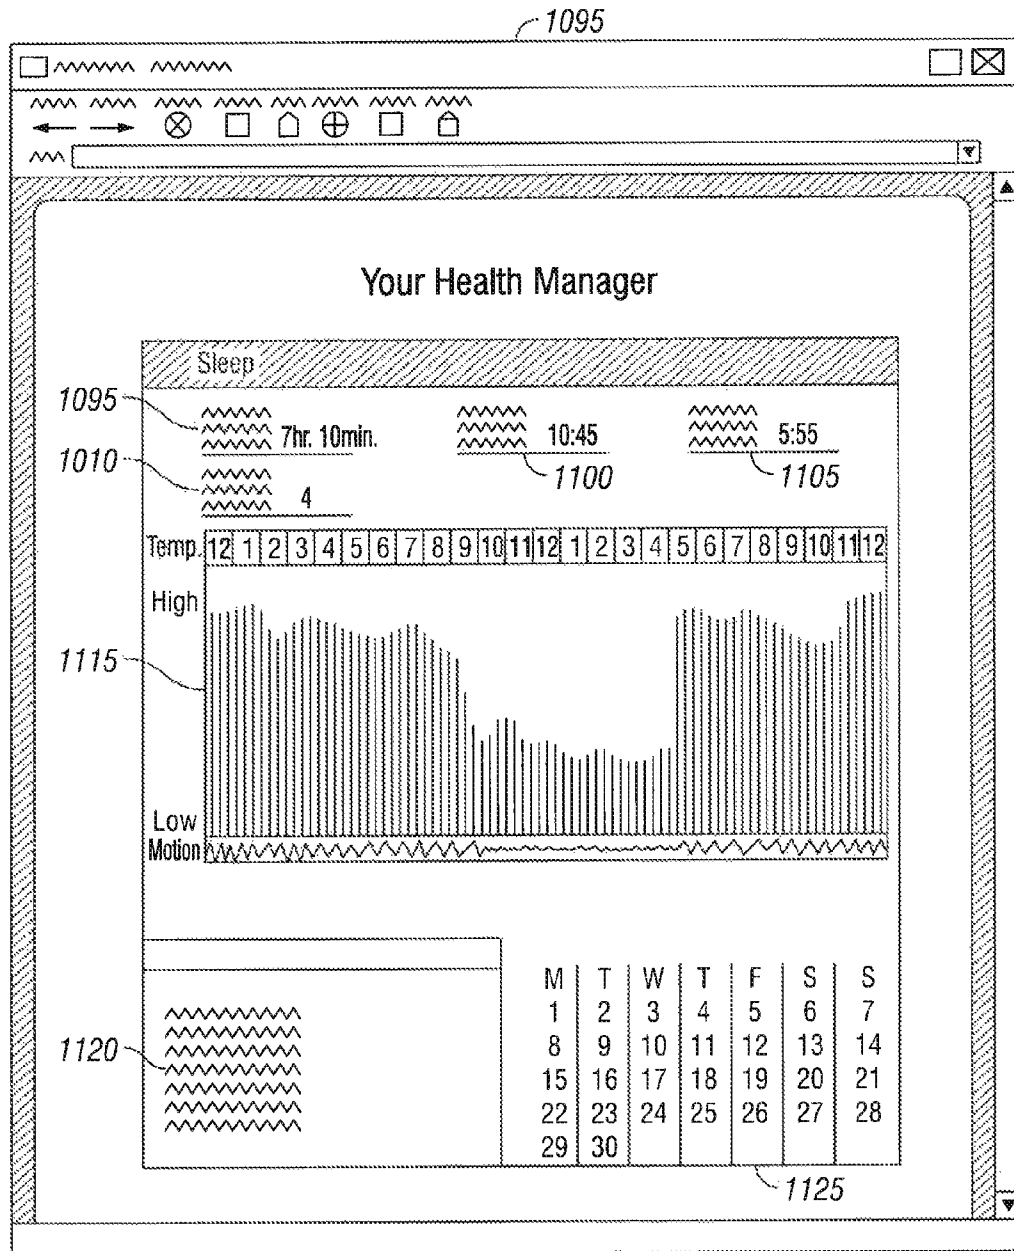 1095
Your Health Manager
Sleep
1095
7hr. 10min.
10:45
5:55
1100
1105
1010
4
Temp. 12 1 2 3 4 5 6 7 8 9 10 11 12 1 2 3 4 5 6 7 8 9 10 11 12
High
1115
Low
Motion
M T W T F S S
1 2 3 4 5 6 7
8 9 10 11 12 13 14
15 16 17 18 19 20 21
22 23 24 25 26 27 28
29 30
1120
1125